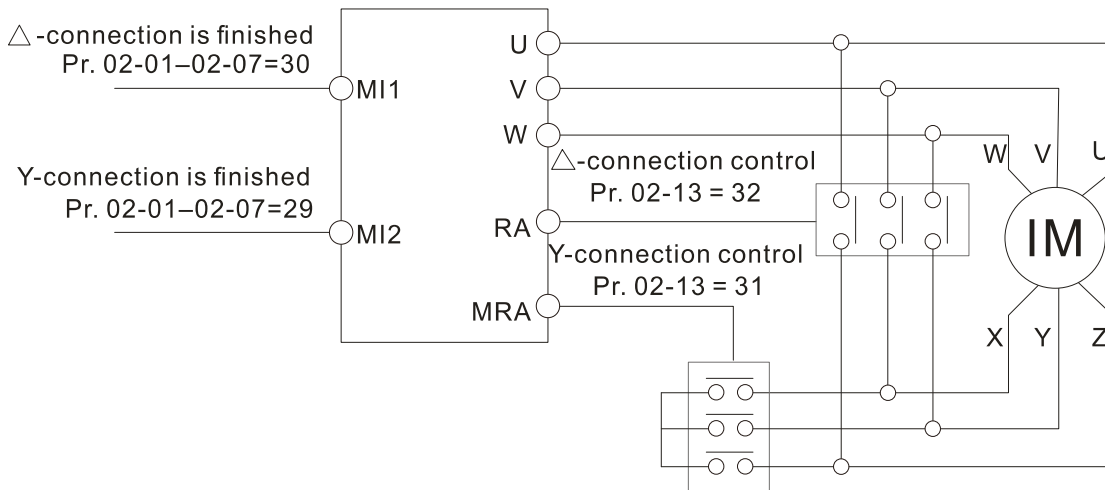 △-connection is finished
Pr. 02-01–02-07=30
MI1
Y-connection is finished
Pr. 02-01–02-07=29
MI2
U
V
W
△-connection control
Pr. 02-13 = 32
RA
Y-connection control
Pr. 02-13 = 31
MRA
W V U
IM
X Y Z